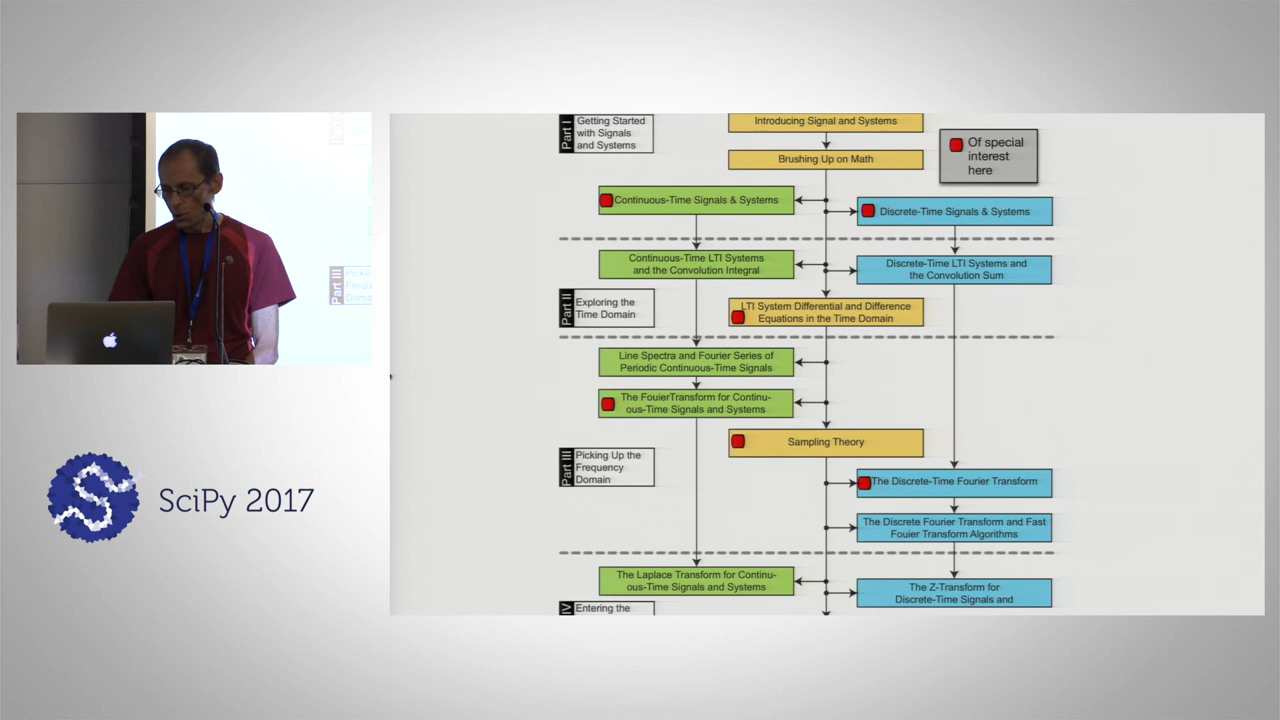 Part I
Getting Started
with Signals
and Systems
Introducing Signal and Systems
Brushing Up on Math
Of special
interest
here
Continuous-Time Signals & Systems
Discrete-Time Signals & Systems
Continuous-Time LTI Systems
and the Convolution Integral
Discrete-Time LTI Systems and
the Convolution Sum
Part II
Exploring the
Time Domain
LTI System Differential and Difference
Equations in the Time Domain
Line Spectra and Fourier Series of
Periodic Continuous-Time Signals
The FouierTransform for Continu-
ous-Time Signals and Systems
Sampling Theory
Part III
Picking Up the
Frequency
Domain
The Discrete-Time Fourier Transform
The Discrete Fourier Transform and Fast
Fouier Transform Algorithms
The Laplace Transform for Continu-
ous-Time Signals and Systems
The Z-Transform for
Discrete-Time Signals and
IV
Entering the
Part III
SciPy 2017